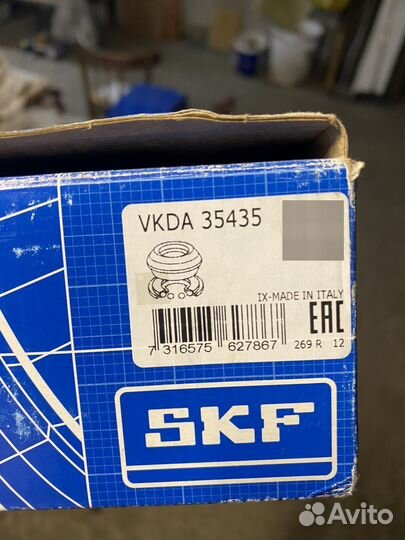 VKDA 35435
IX-MADE IN ITALY
EAC
7 316575 627867
269 R 12
SKF
Avito